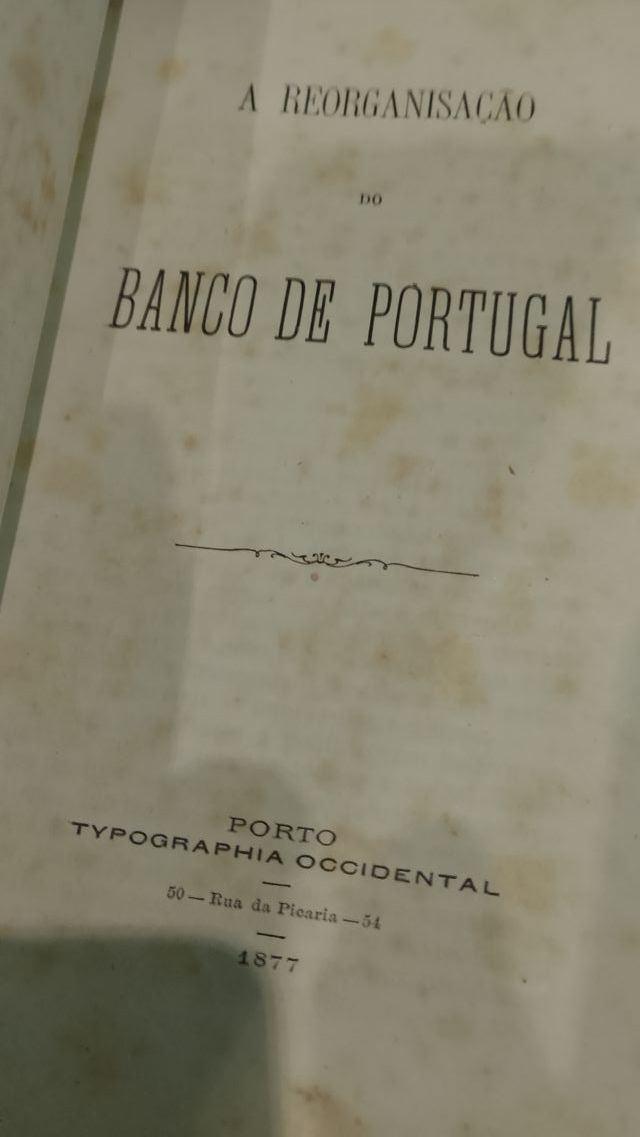 A REORGANISAÇÃO
DO
BANCO DE PORTUGAL
PORTO
TYPOGRAPHIA OCCIDENTAL
50 — Rua da Picaria — 54
1877